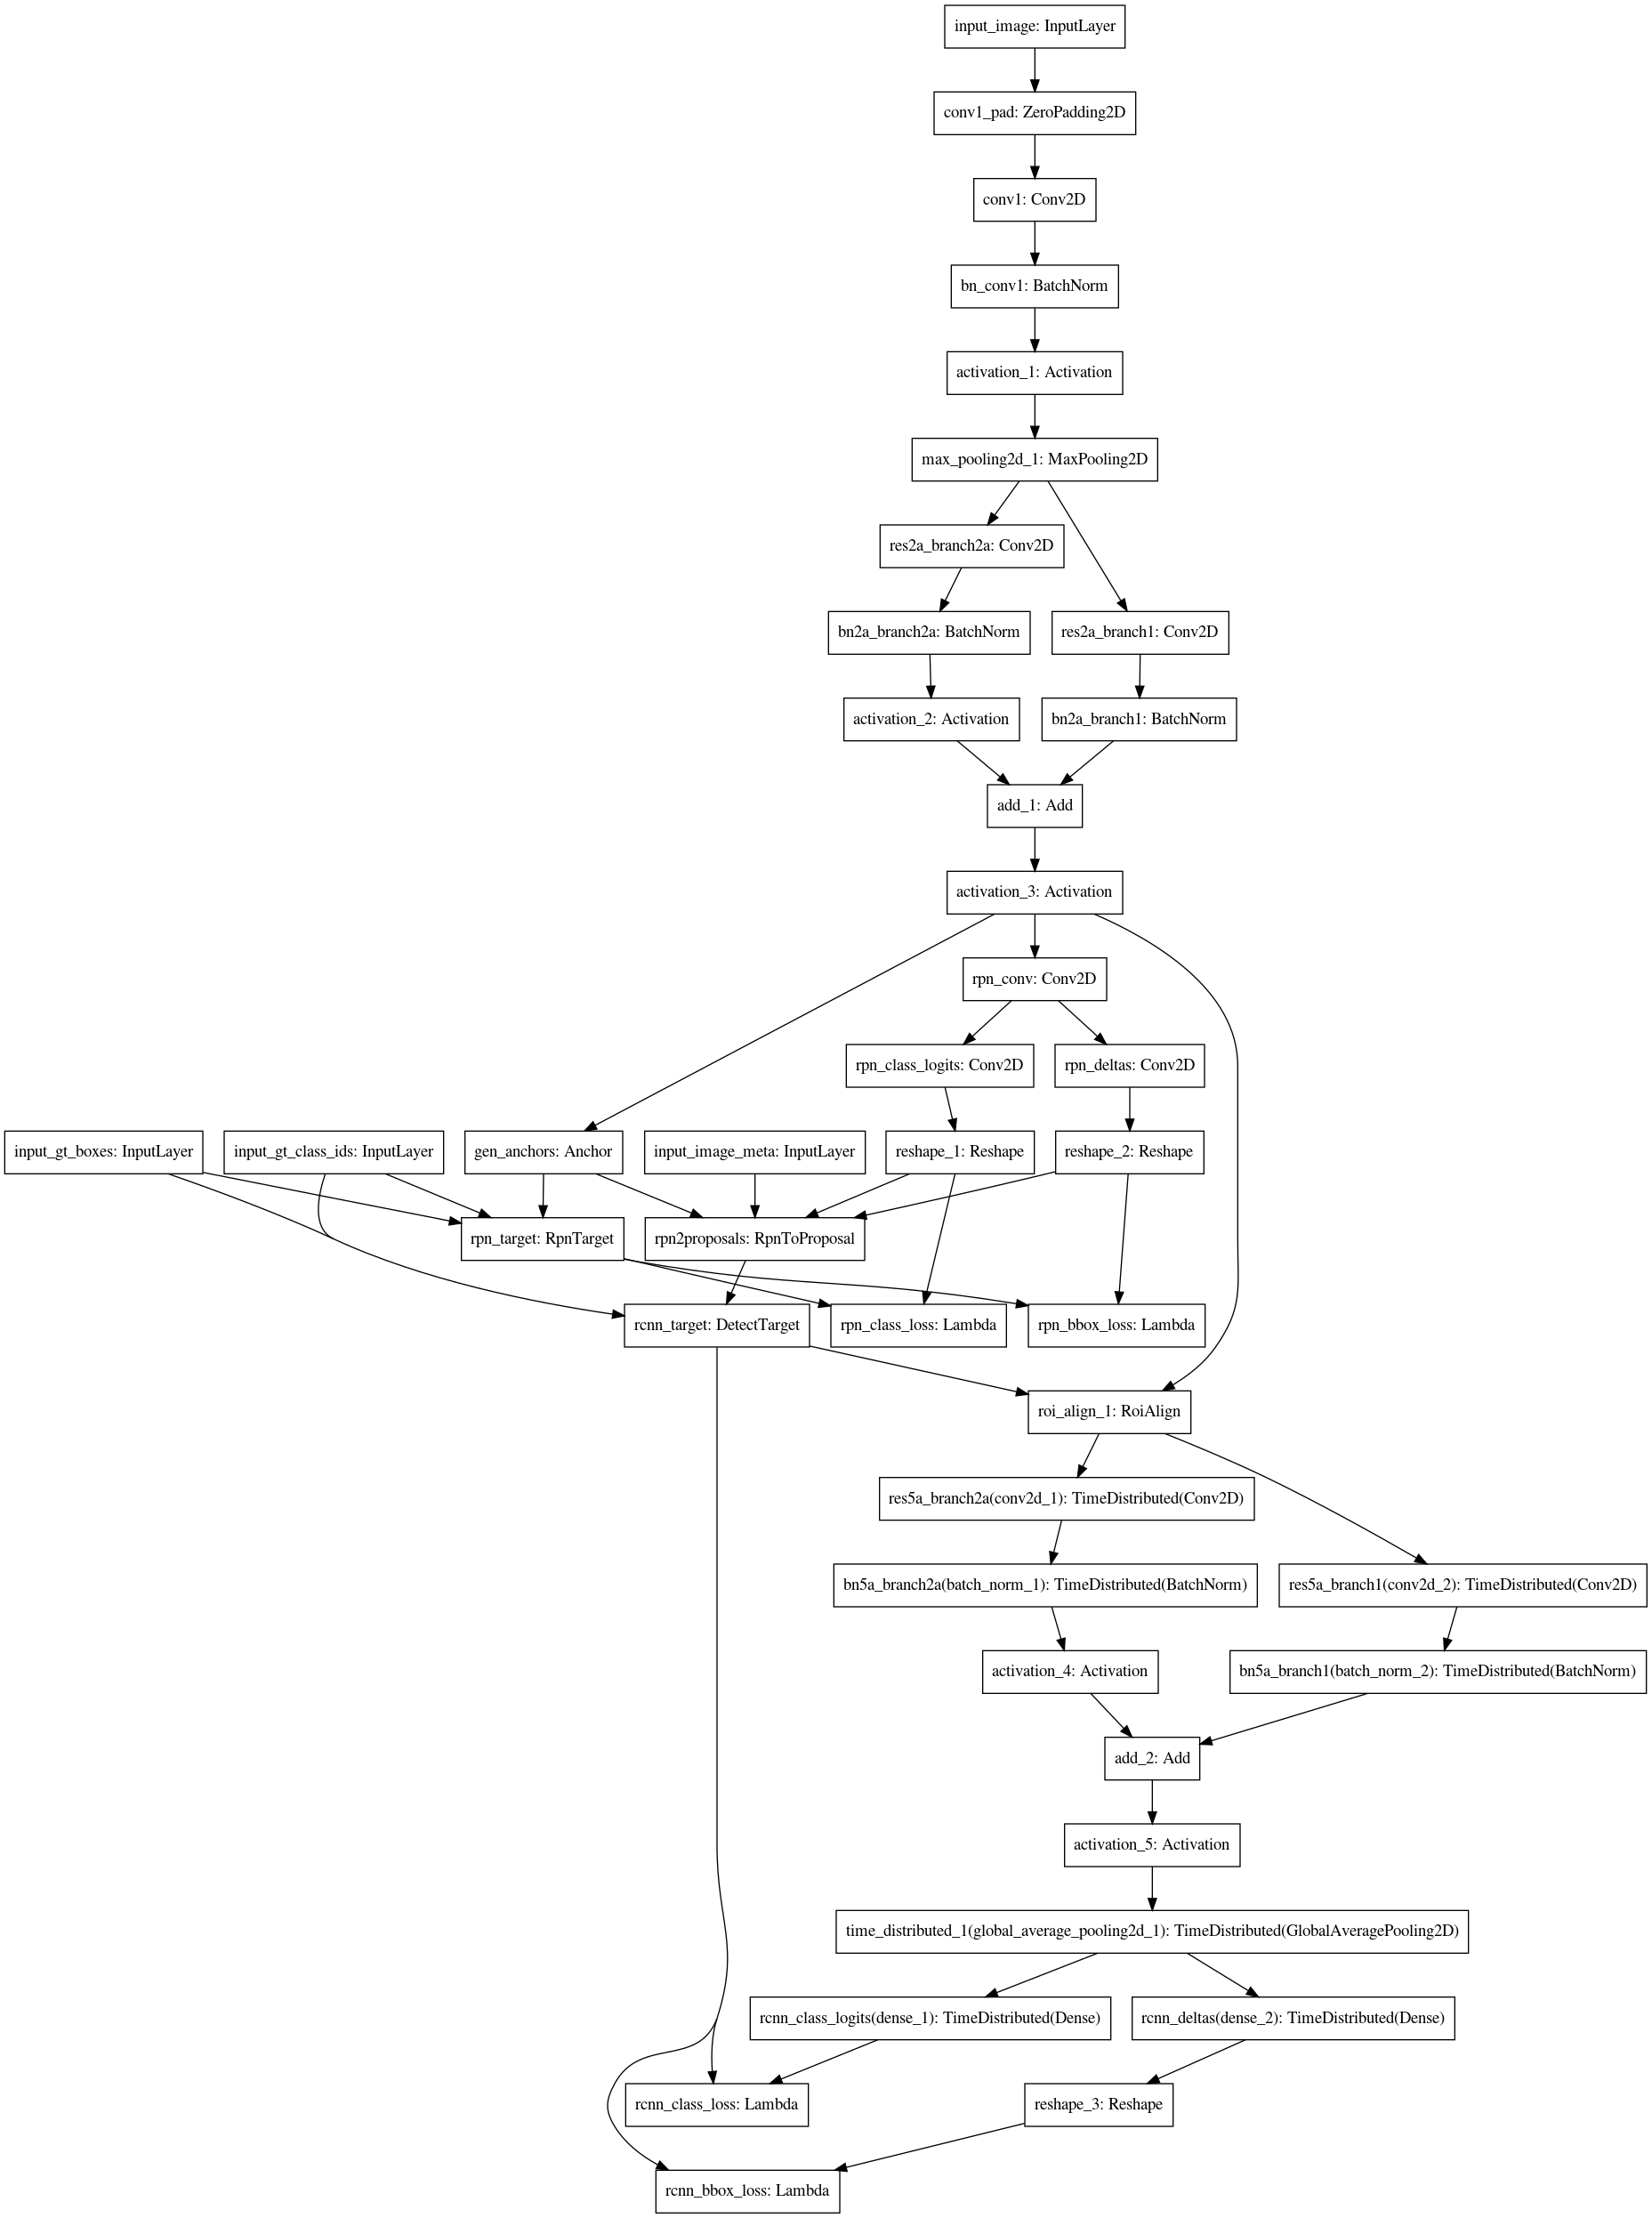 input_image: InputLayer
conv1_pad: ZeroPadding2D
conv1: Conv2D
bn_conv1: BatchNorm
activation_1: Activation
max_pooling2d_1: MaxPooling2D
res2a_branch2a: Conv2D
bn2a_branch2a: BatchNorm
res2a_branch1: Conv2D
activation_2: Activation
bn2a_branch1: BatchNorm
add_1: Add
activation_3: Activation
rpn_conv: Conv2D
rpn_class_logits: Conv2D
rpn_deltas: Conv2D
input_gt_boxes: InputLayer
input_gt_class_ids: InputLayer
gen_anchors: Anchor
input_image_meta: InputLayer
reshape_1: Reshape
reshape_2: Reshape
rpn_target: RpnTarget
rpn2proposals: RpnToProposal
rcnn_target: DetectTarget
rpn_class_loss: Lambda
rpn_bbox_loss: Lambda
roi_align_1: RoiAlign
res5a_branch2a(conv2d_1): TimeDistributed(Conv2D)
bn5a_branch2a(batch_norm_1): TimeDistributed(BatchNorm)
res5a_branch1(conv2d_2): TimeDistributed(Conv2D)
activation_4: Activation
bn5a_branch1(batch_norm_2): TimeDistributed(BatchNorm)
add_2: Add
activation_5: Activation
time_distributed_1(global_average_pooling2d_1): TimeDistributed(GlobalAveragePooling2D)
rcnn_class_logits(dense_1): TimeDistributed(Dense)
rcnn_deltas(dense_2): TimeDistributed(Dense)
rcnn_class_loss: Lambda
reshape_3: Reshape
rcnn_bbox_loss: Lambda